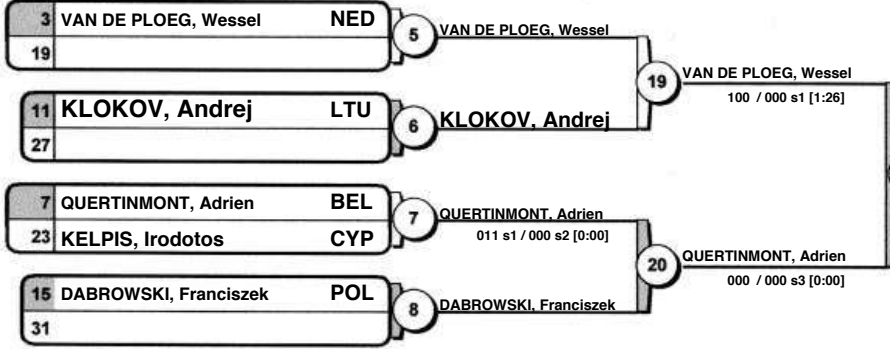 3 VAN DE PLOEG, Wessel NED
19
5
VAN DE PLOEG, Wessel
11 KLOKOV, Andrej LTU
27
6
KLOKOV, Andrej
19
VAN DE PLOEG, Wessel
100 / 000 s1 [1:26]
7 QUERTINMONT, Adrien BEL
23 KELPIS, Irodotos CYP
7
QUERTINMONT, Adrien
011 s1 / 000 s2 [0:00]
15 DABROWSKI, Franciszek POL
31
8
DABROWSKI, Franciszek
20
QUERTINMONT, Adrien
000 / 000 s3 [0:00]